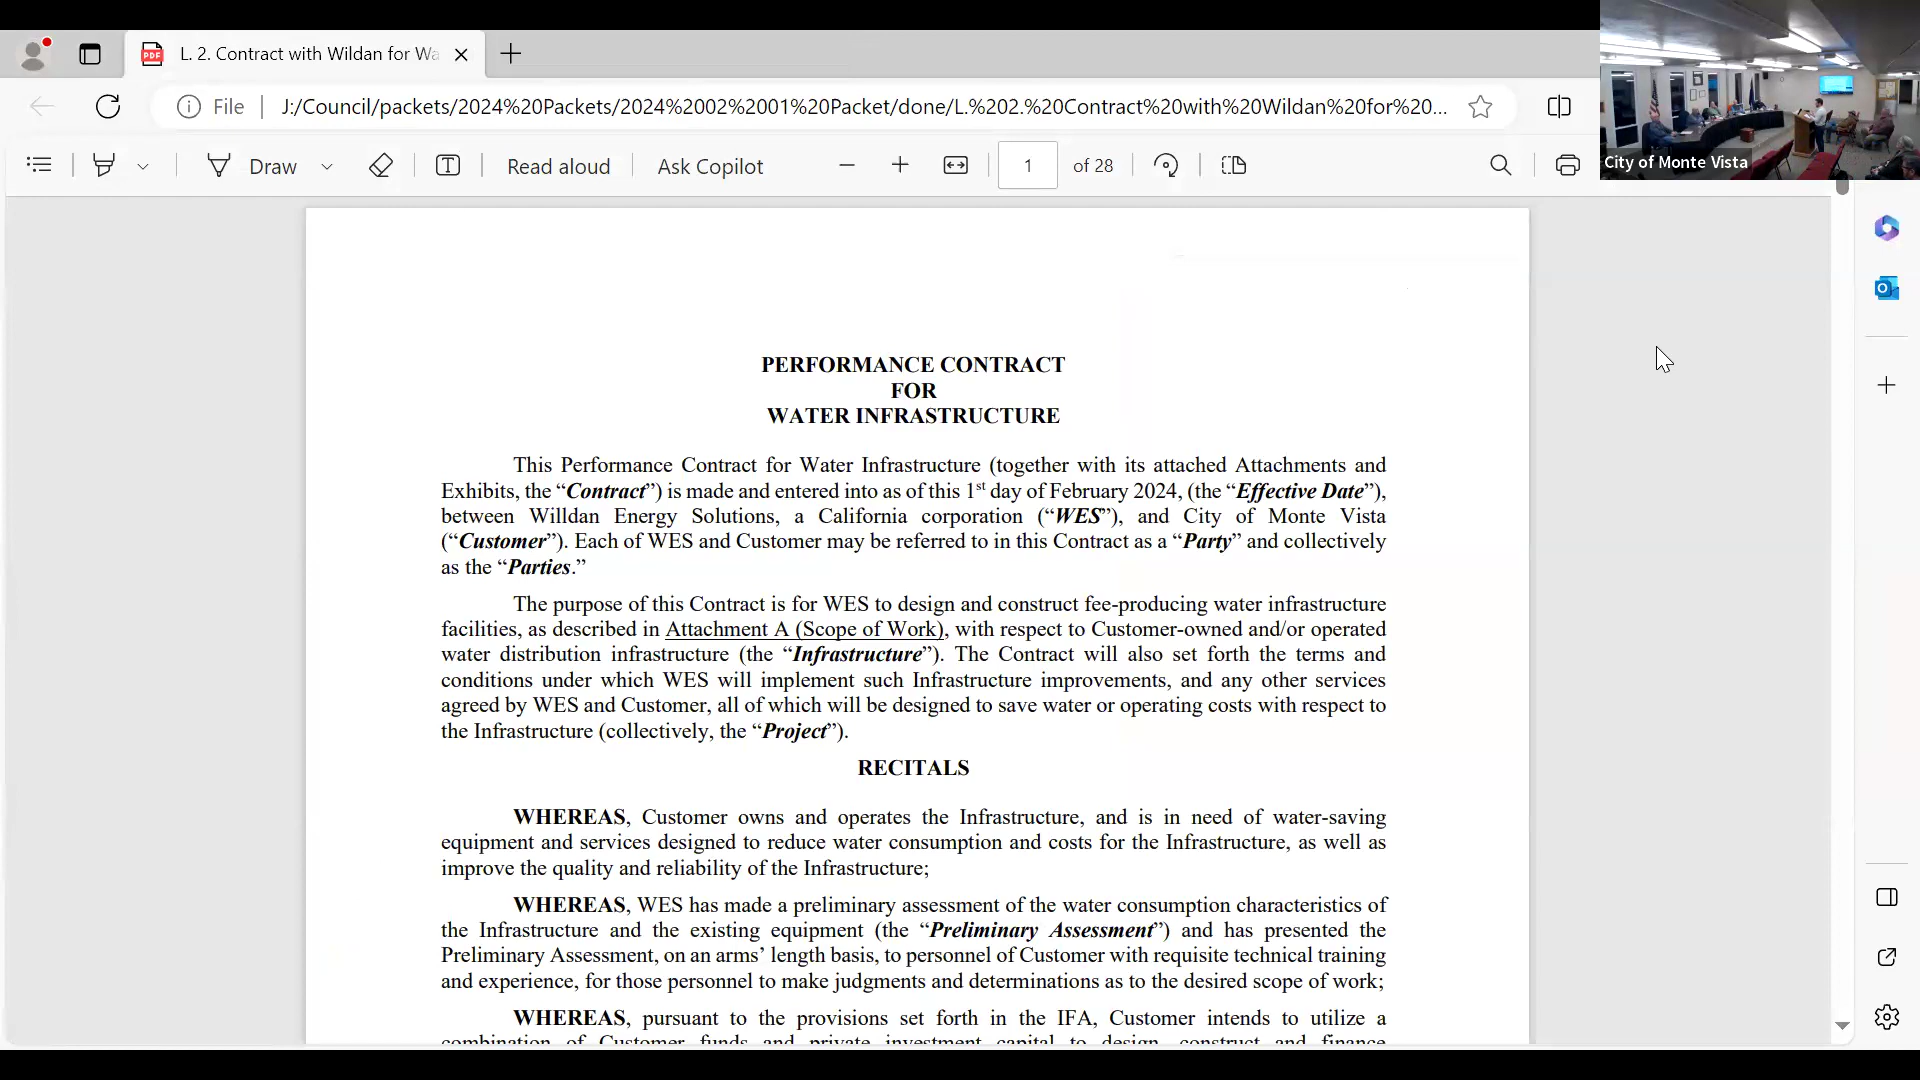 L. 2. Contract with Wildan for Wa
File
J:/Council/packets/2024%20Packets/2024%2002%2001%20Packet/done/L.%202.%20Contract%20with%20Wildan%20for%20...
Draw
Read aloud
Ask Copilot
1
of 28
City of Monte Vista
PERFORMANCE CONTRACT
FOR
WATER INFRASTRUCTURE
This Performance Contract for Water Infrastructure (together with its attached Attachments and
Exhibits, the “Contract”) is made and entered into as of this 1st day of February 2024, (the “Effective Date”),
between Willdan Energy Solutions, a California corporation (“WES”), and City of Monte Vista
(“Customer”). Each of WES and Customer may be referred to in this Contract as a “Party” and collectively
as the “Parties.”
The purpose of this Contract is for WES to design and construct fee-producing water infrastructure
facilities, as described in Attachment A (Scope of Work), with respect to Customer-owned and/or operated
water distribution infrastructure (the “Infrastructure”). The Contract will also set forth the terms and
conditions under which WES will implement such Infrastructure improvements, and any other services
agreed by WES and Customer, all of which will be designed to save water or operating costs with respect to
the Infrastructure (collectively, the “Project”).
RECITALS
WHEREAS, Customer owns and operates the Infrastructure, and is in need of water-saving
equipment and services designed to reduce water consumption and costs for the Infrastructure, as well as
improve the quality and reliability of the Infrastructure;
WHEREAS, WES has made a preliminary assessment of the water consumption characteristics of
the Infrastructure and the existing equipment (the “Preliminary Assessment”) and has presented the
Preliminary Assessment, on an arms’ length basis, to personnel of Customer with requisite technical training
and experience, for those personnel to make judgments and determinations as to the desired scope of work;
WHEREAS, pursuant to the provisions set forth in the IFA, Customer intends to utilize a
combination of Customer funds and private investment capital to design, construct and finance